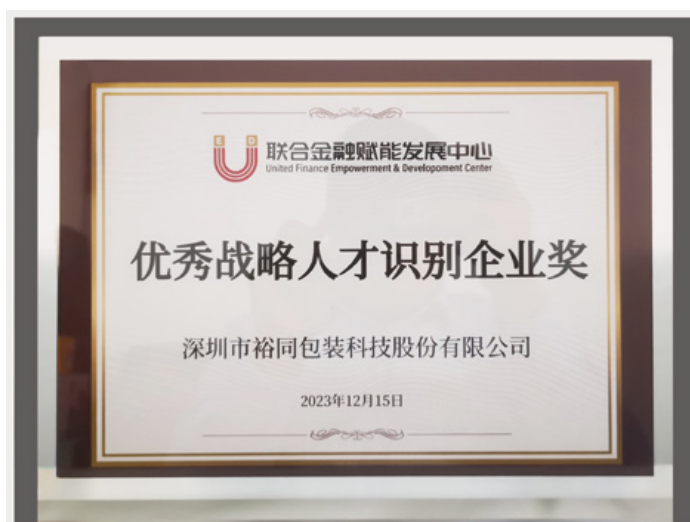 联合金融赋能发展中心
United Finance Empowerment & Developoment Center
优秀战略人才识别企业奖
深圳市裕同包装科技股份有限公司
2023年12月15日